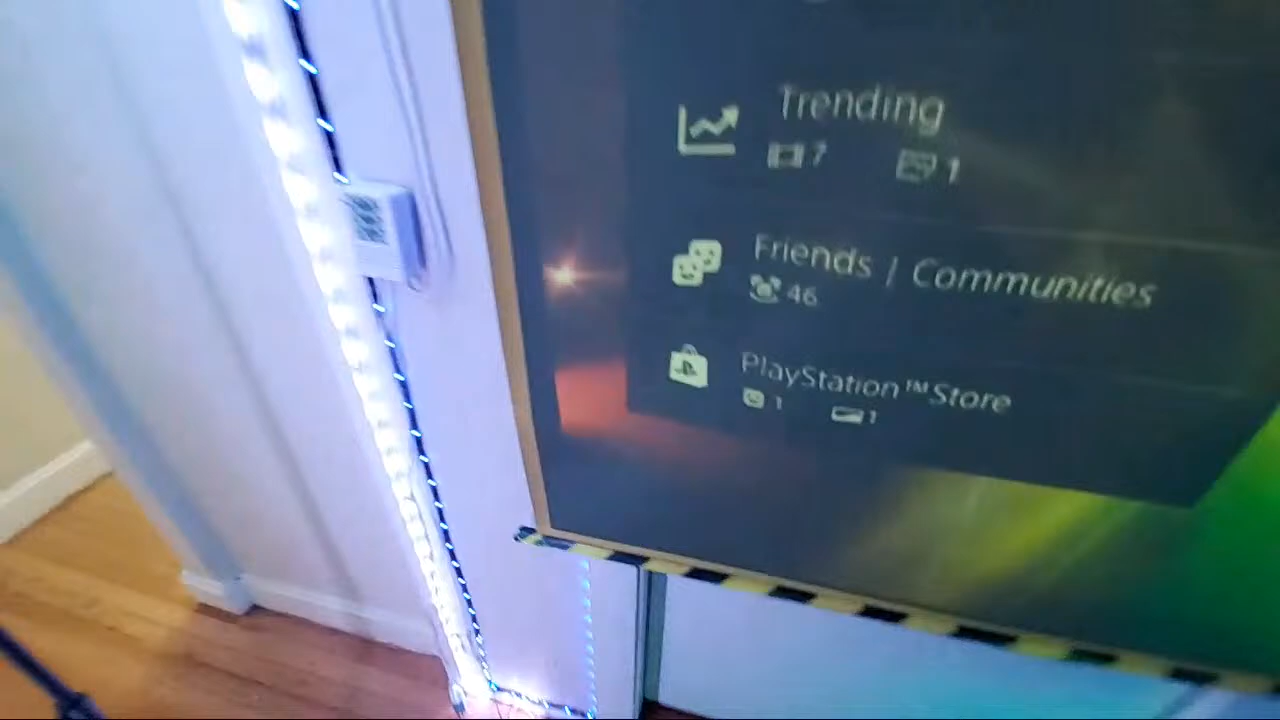 Trending
7 1
Friends / Communities
46
PlayStation™Store
1 1